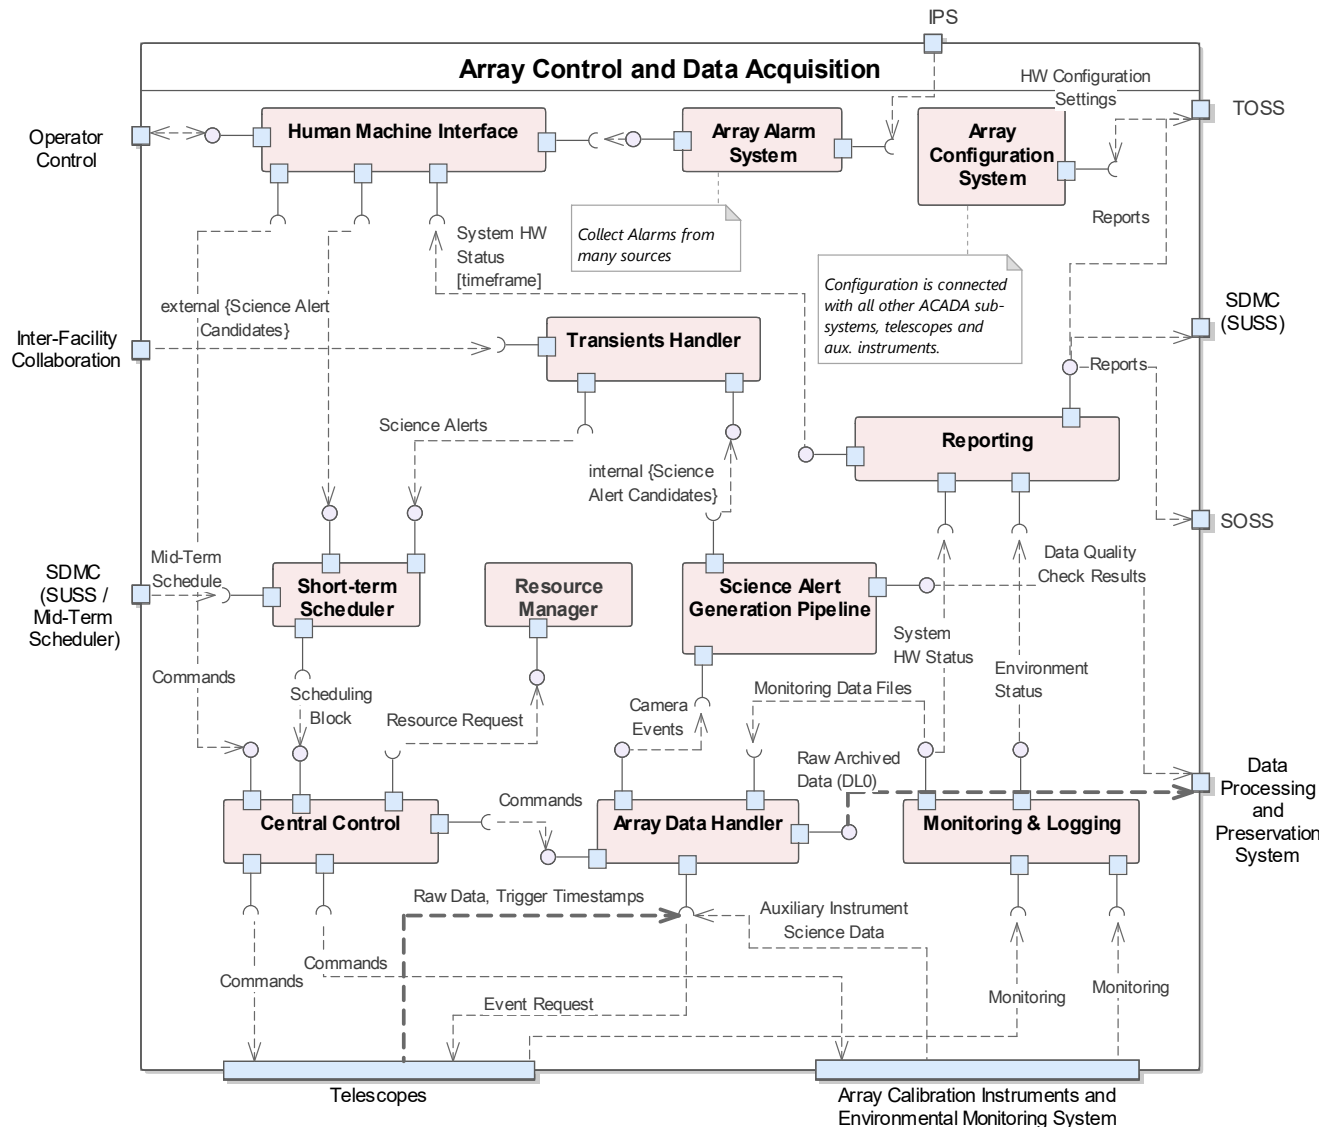 IPS
Array Control and Data Acquisition
HW Configuration
Settings
TOSS
Operator
Control
Human Machine Interface
Array Alarm
System
Array
Configuration
System
Reports
Collect Alarms from
many sources
System HW
Status
[timeframe]
Configuration is connected
with all other ACADA sub-
systems, telescopes and
aux. instruments.
SDMC
(SUSS)
external {Science Alert
Candidates}
Inter-Facility
Collaboration
Transients Handler
Reports
Science Alerts
Reporting
internal {Science
Alert Candidates}
SOSS
Mid-Term
Schedule
SDMC
(SUSS /
Mid-Term
Scheduler)
Short-term
Scheduler
Resource
Manager
Science Alert
Generation Pipeline
Data Quality
Check Results
System
HW Status
Environment
Status
Commands
Scheduling
Block
Resource Request
Camera
Events
Monitoring Data Files
Raw Archived
Data (DL0)
Data
Processing
and
Preservation
System
Central Control
Commands
Array Data Handler
Monitoring & Logging
Raw Data, Trigger Timestamps
Auxiliary Instrument
Science Data
Commands
Commands
Event Request
Monitoring
Monitoring
Telescopes
Array Calibration Instruments and
Environmental Monitoring System